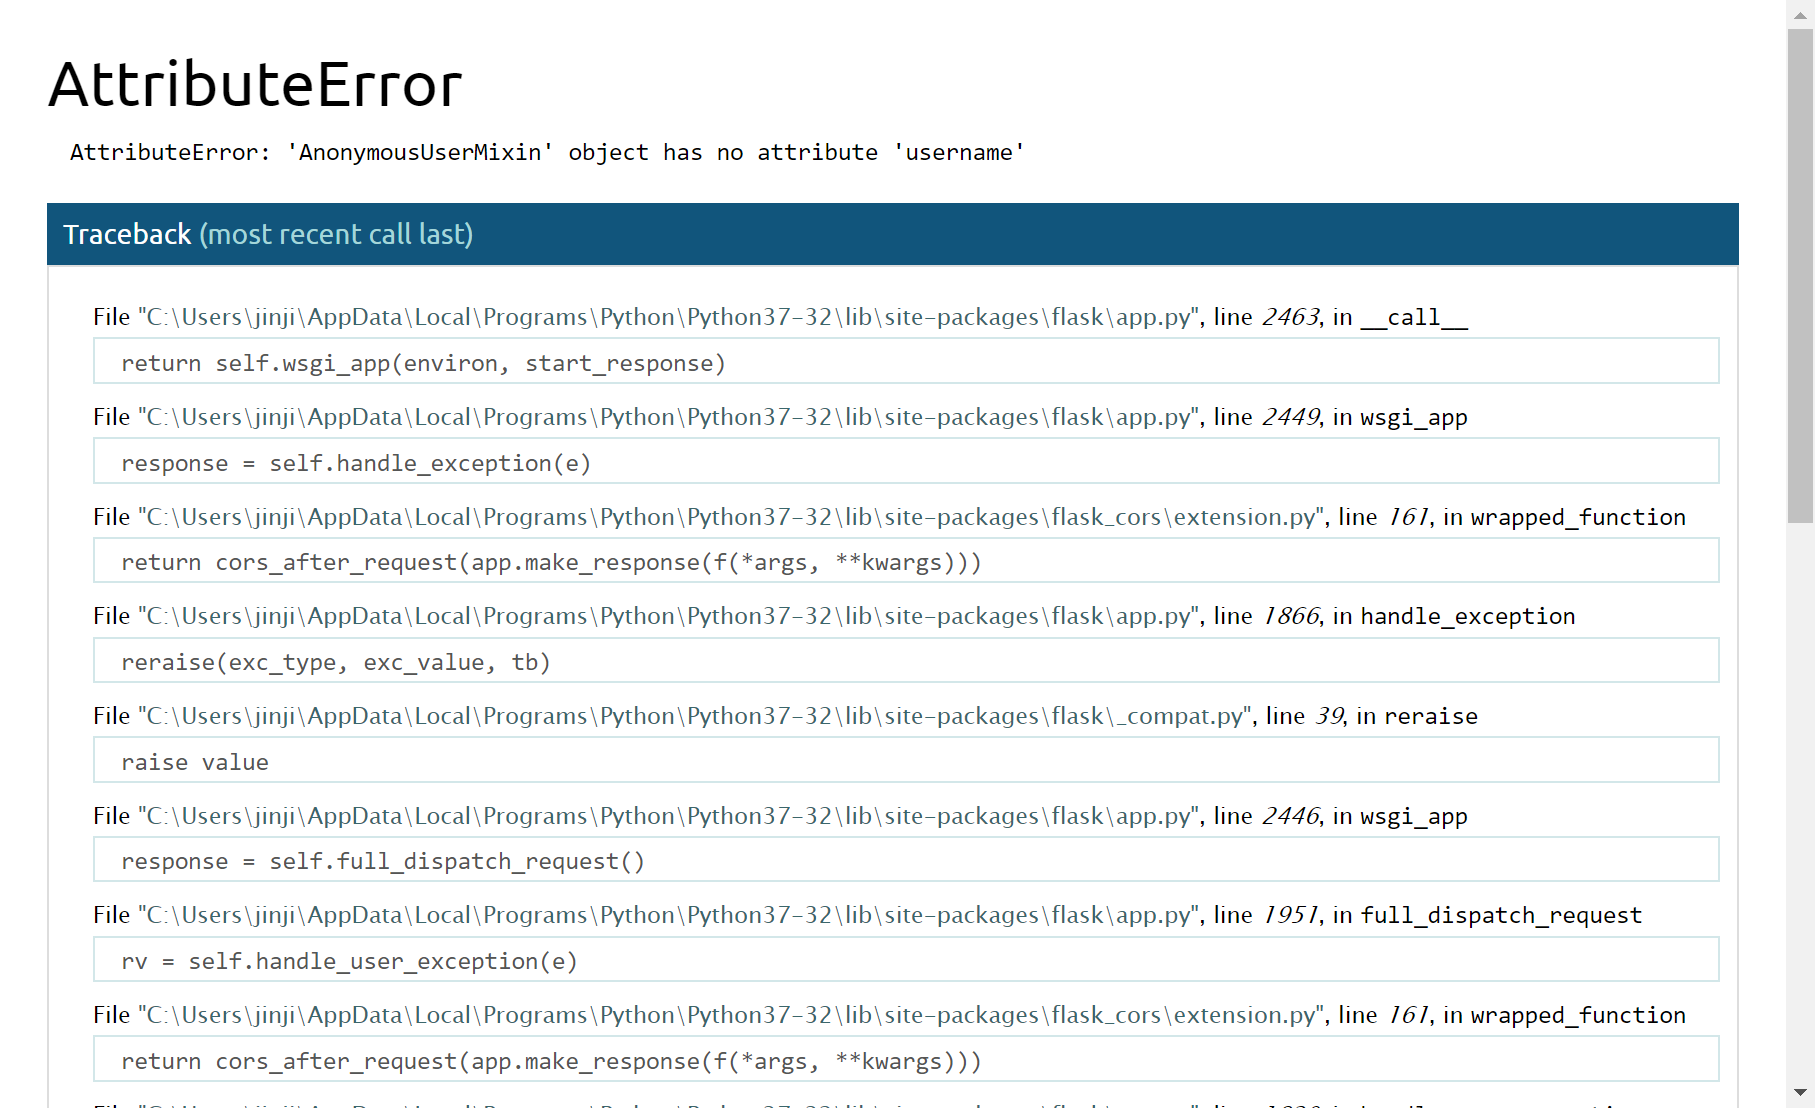 AttributeError
AttributeError: 'AnonymousUserMixin' object has no attribute 'username'
Traceback (most recent call last)
File "C:\Users\jinji\AppData\Local\Programs\Python\Python37-32\lib\site-packages\flask\app.py", line 2463, in __call__
return self.wsgi_app(environ, start_response)
File "C:\Users\jinji\AppData\Local\Programs\Python\Python37-32\lib\site-packages\flask\app.py", line 2449, in wsgi_app
response = self.handle_exception(e)
File "C:\Users\jinji\AppData\Local\Programs\Python\Python37-32\lib\site-packages\flask_cors\extension.py", line 161, in wrapped_function
return cors_after_request(app.make_response(f(*args, **kwargs)))
File "C:\Users\jinji\AppData\Local\Programs\Python\Python37-32\lib\site-packages\flask\app.py", line 1866, in handle_exception
reraise(exc_type, exc_value, tb)
File "C:\Users\jinji\AppData\Local\Programs\Python\Python37-32\lib\site-packages\flask\_compat.py", line 39, in reraise
raise value
File "C:\Users\jinji\AppData\Local\Programs\Python\Python37-32\lib\site-packages\flask\app.py", line 2446, in wsgi_app
response = self.full_dispatch_request()
File "C:\Users\jinji\AppData\Local\Programs\Python\Python37-32\lib\site-packages\flask\app.py", line 1951, in full_dispatch_request
rv = self.handle_user_exception(e)
File "C:\Users\jinji\AppData\Local\Programs\Python\Python37-32\lib\site-packages\flask_cors\extension.py", line 161, in wrapped_function
return cors_after_request(app.make_response(f(*args, **kwargs)))